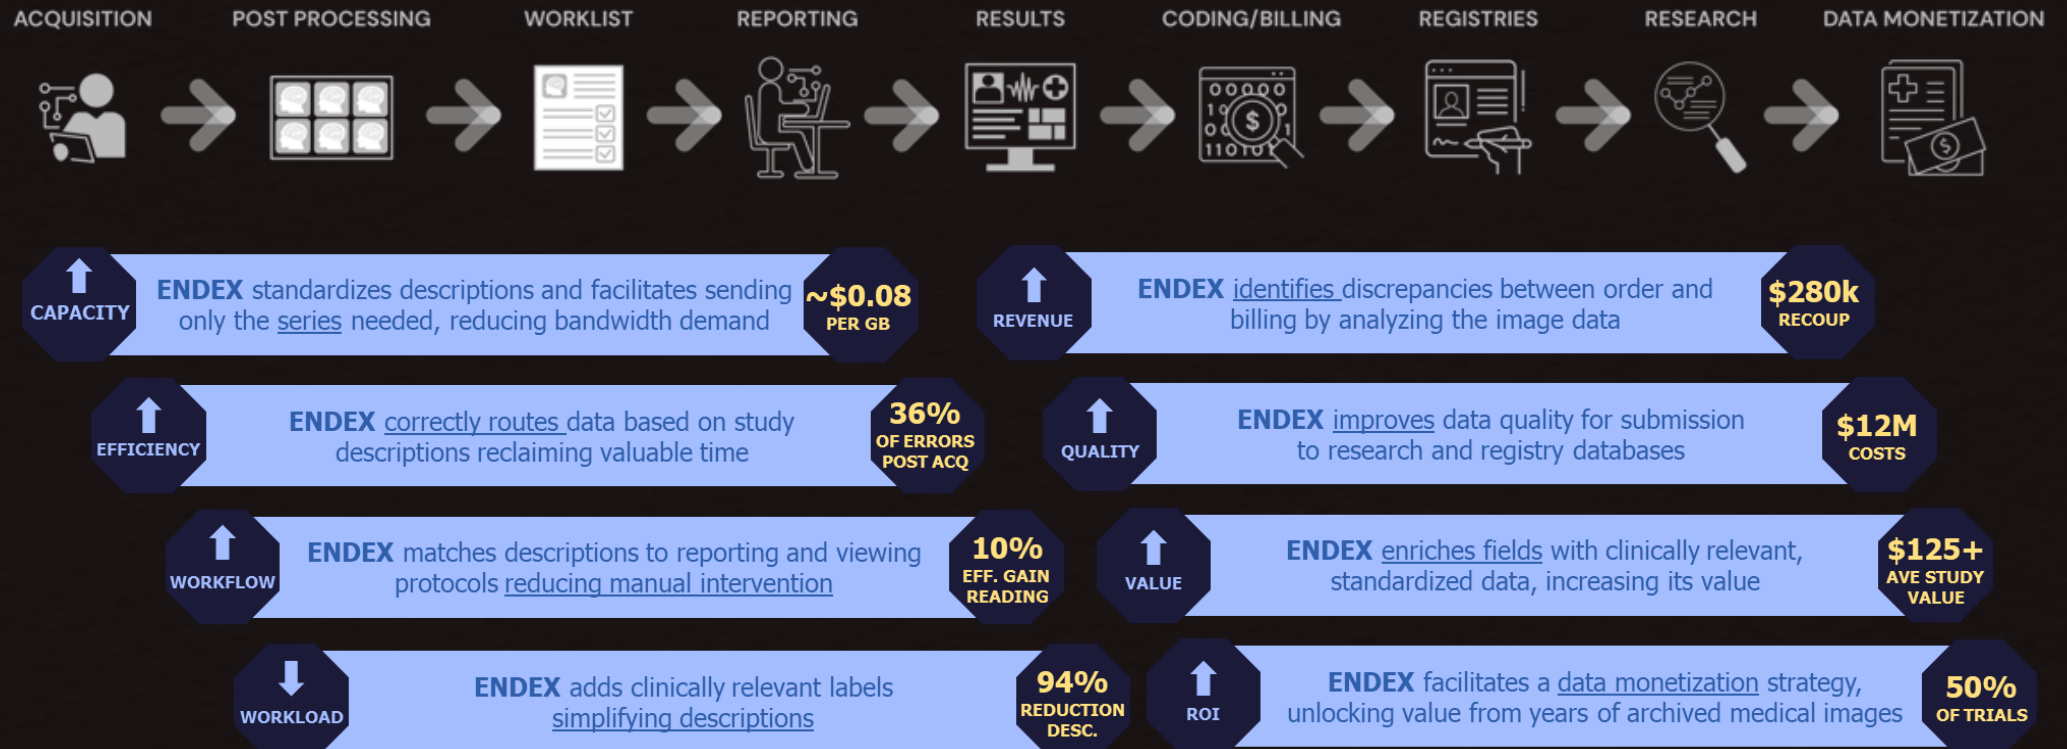 ACQUISITION
POST PROCESSING
WORKLIST
REPORTING
RESULTS
CODING/BILLING
REGISTRIES
RESEARCH
DATA MONETIZATION
CAPACITY
ENDEX standardizes descriptions and facilitates sending
only the series needed, reducing bandwidth demand
~$0.08
PER GB
EFFICIENCY
ENDEX correctly routes data based on study
descriptions reclaiming valuable time
36%
OF ERRORS
POST ACQ
WORKFLOW
ENDEX matches descriptions to reporting and viewing
protocols reducing manual intervention
10%
EFF. GAIN
READING
WORKLOAD
ENDEX adds clinically relevant labels
simplifying descriptions
94%
REDUCTION
DESC.
REVENUE
ENDEX identifies discrepancies between order and
billing by analyzing the image data
$280k
RECOUP
QUALITY
ENDEX improves data quality for submission
to research and registry databases
$12M
COSTS
VALUE
ENDEX enriches fields with clinically relevant,
standardized data, increasing its value
$125+
AVE STUDY
VALUE
ROI
ENDEX facilitates a data monetization strategy,
unlocking value from years of archived medical images
50%
OF TRIALS